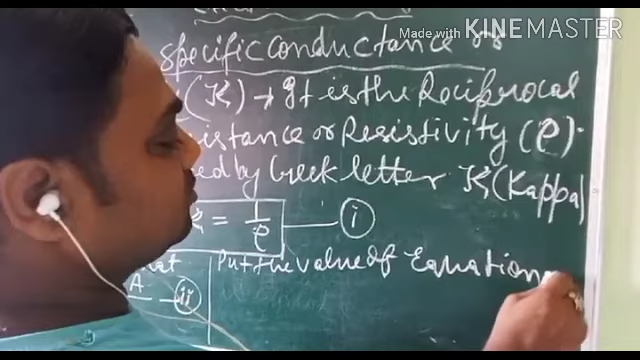 Made with KINEMASTER
specific conductance or
(K) → It is the Reciprocal
istance or Resistivity (ρ).
ed by Greek letter K, (Kappa)
K = 1/ρ — (i)
Put the value of Equation
A — (ii)